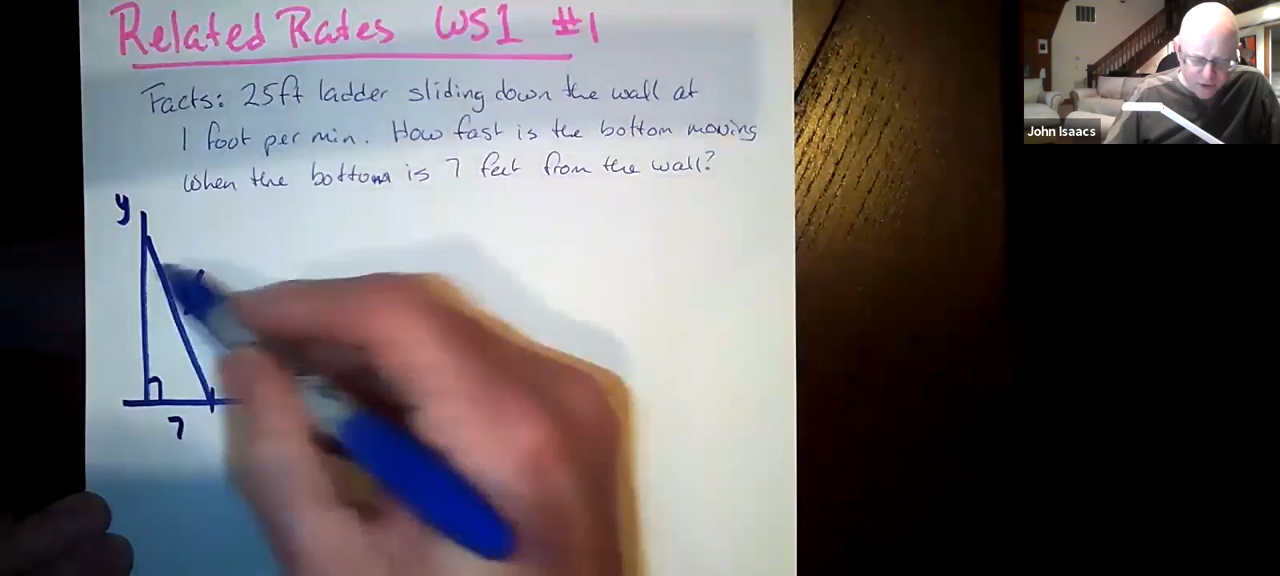 Related Rates WS1 #1
Facts: 25ft ladder sliding down the wall at
1 foot per min. How fast is the bottom moving
when the bottom is 7 feet from the wall?
y
7
John Isaacs